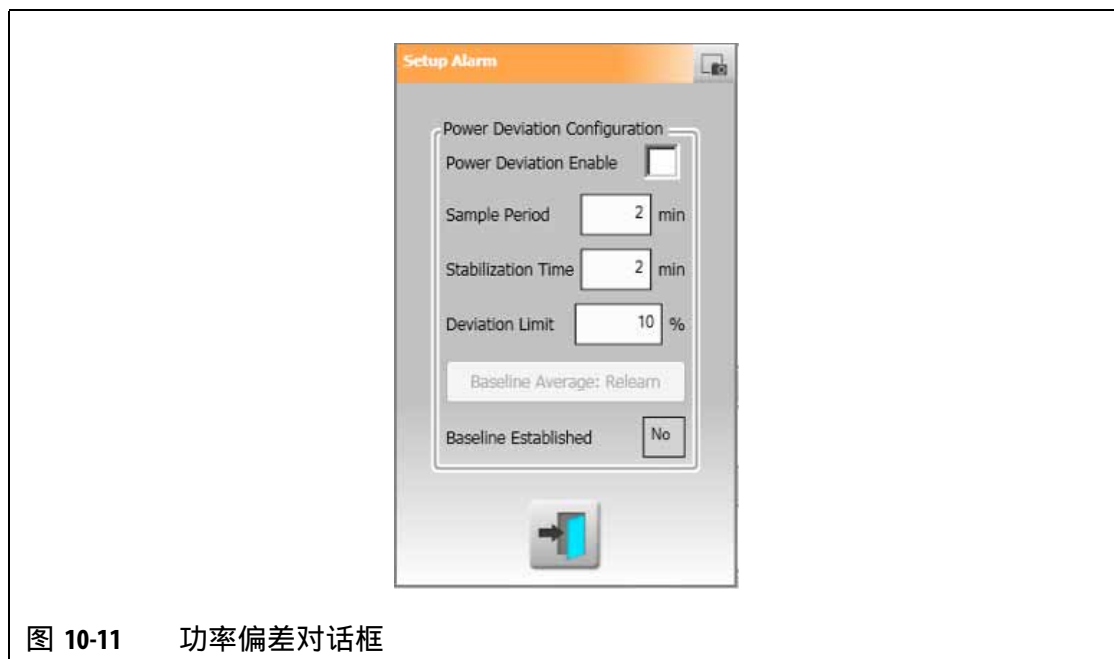 Setup Alarm
Power Deviation Configuration
Power Deviation Enable
Sample Period 2 min
Stabilization Time 2 min
Deviation Limit 10 %
Baseline Average: Relearn
Baseline Established No
图 10-11 功率偏差对话框